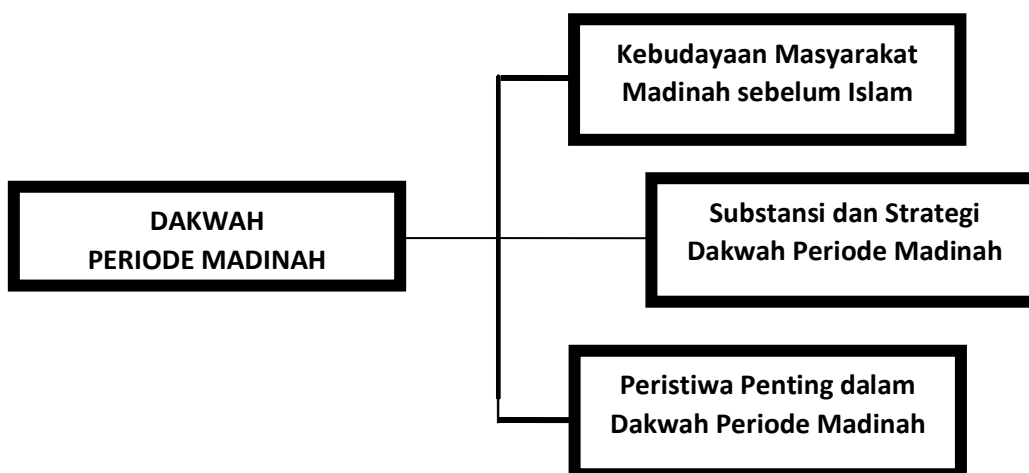 Kebudayaan Masyarakat
Madinah sebelum Islam
DAKWAH
PERIODE MADINAH
Substansi dan Strategi
Dakwah Periode Madinah
Peristiwa Penting dalam
Dakwah Periode Madinah